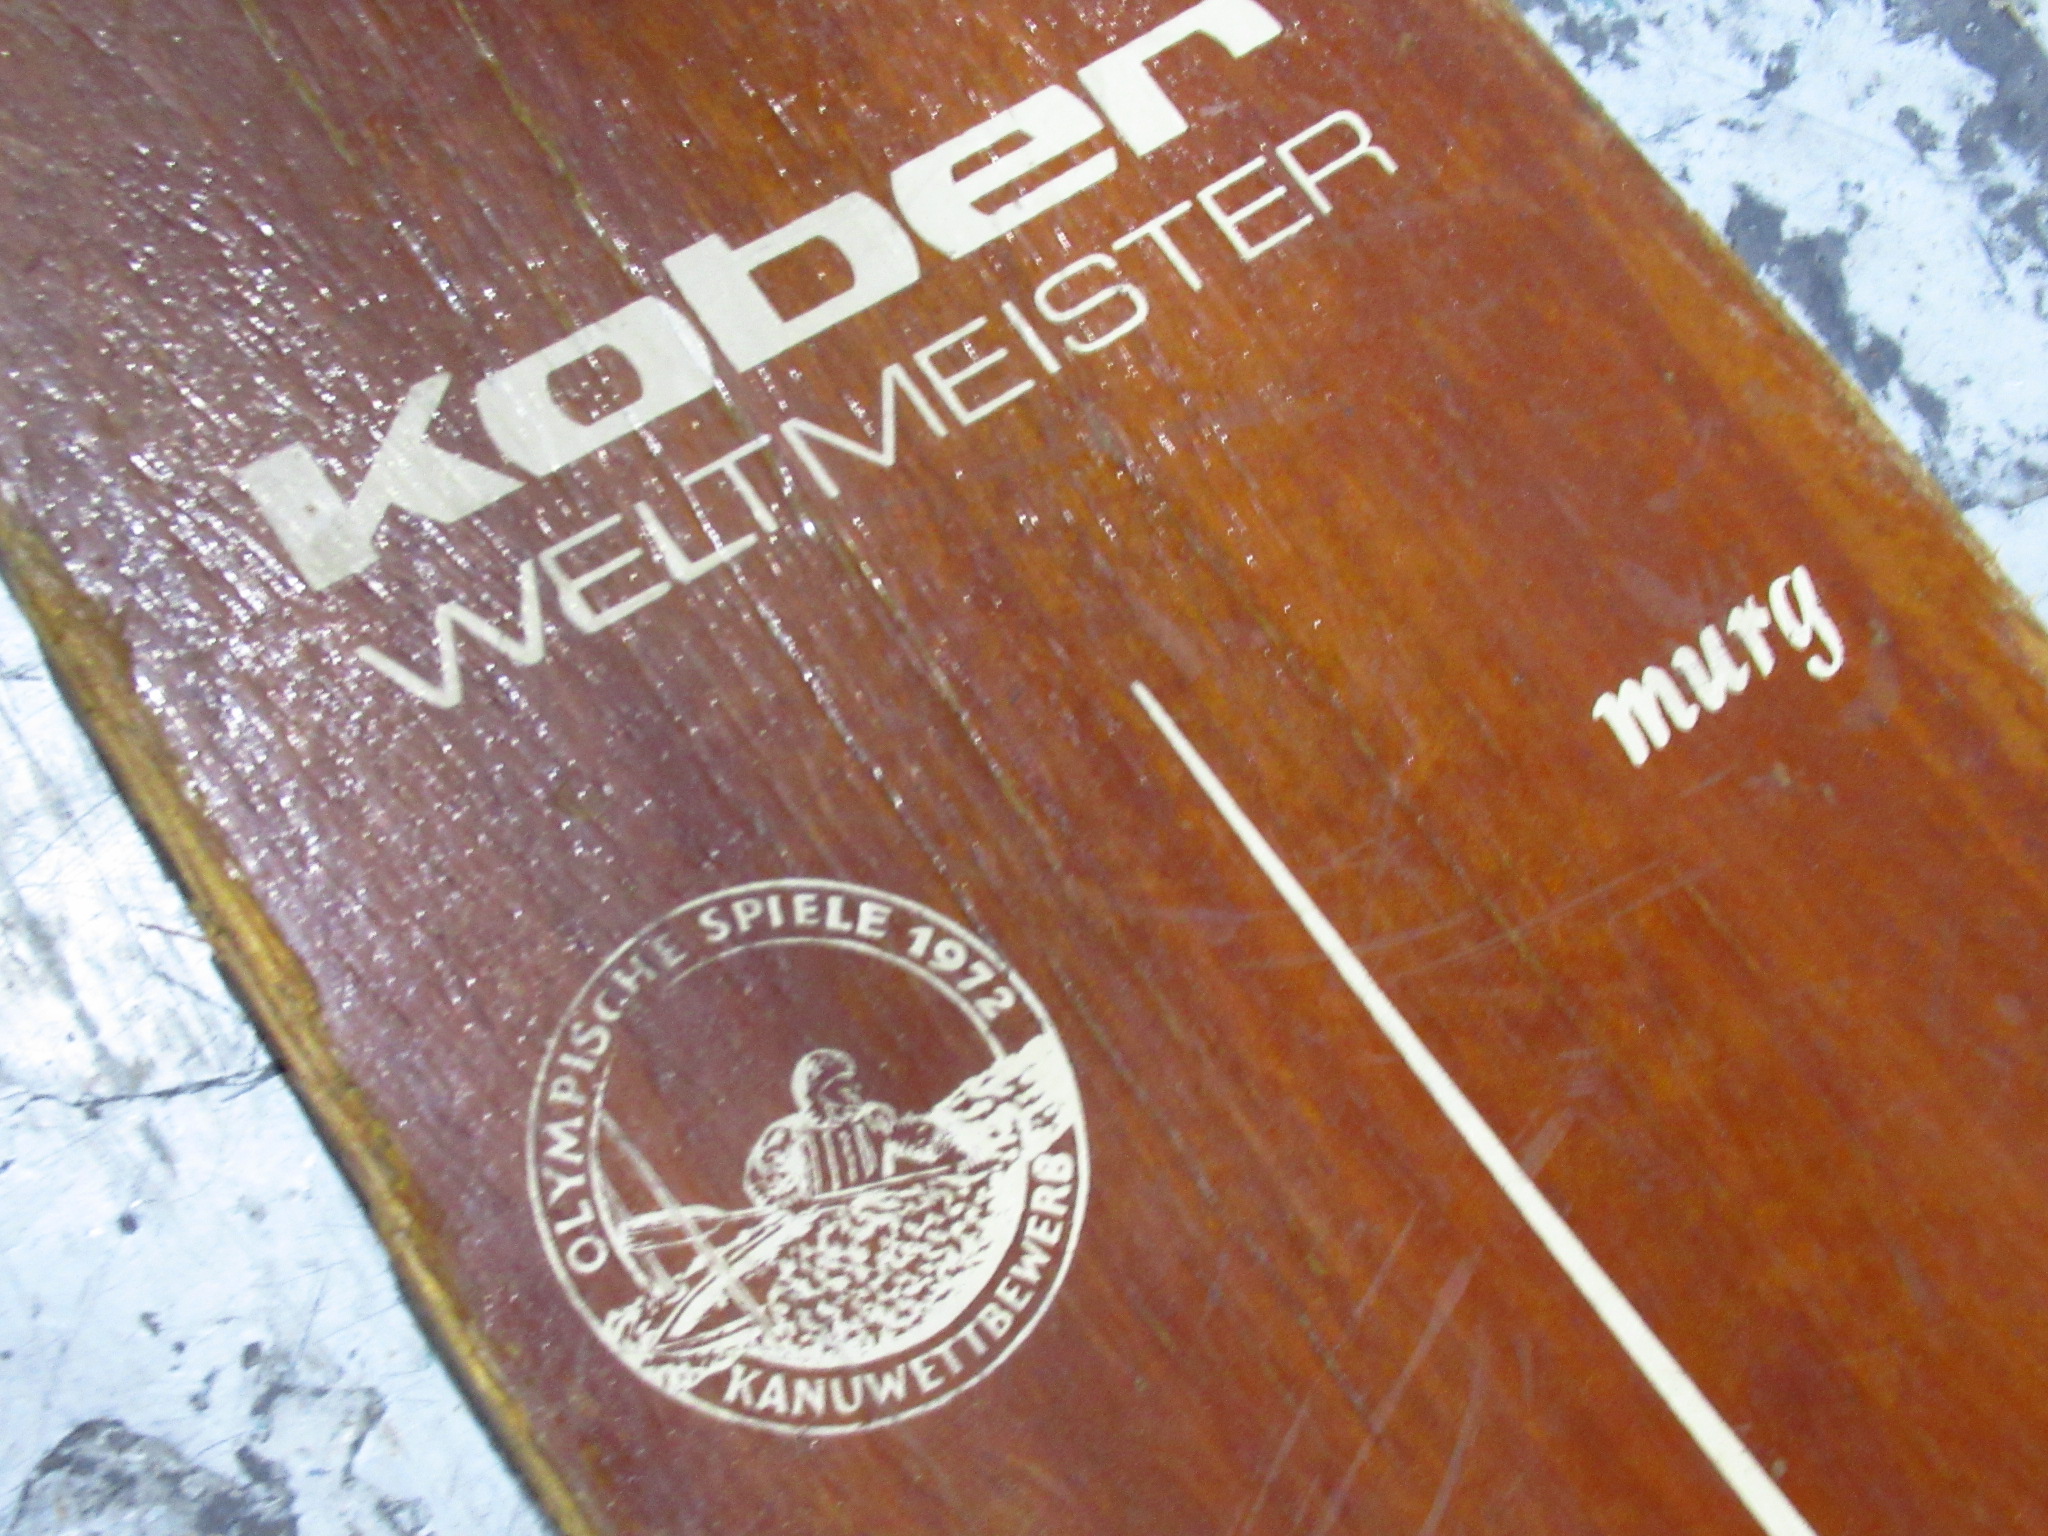 kober
WELTMEISTER
murg
OLYMPISCHE SPIELE 1972
KANUWETTBEWERB